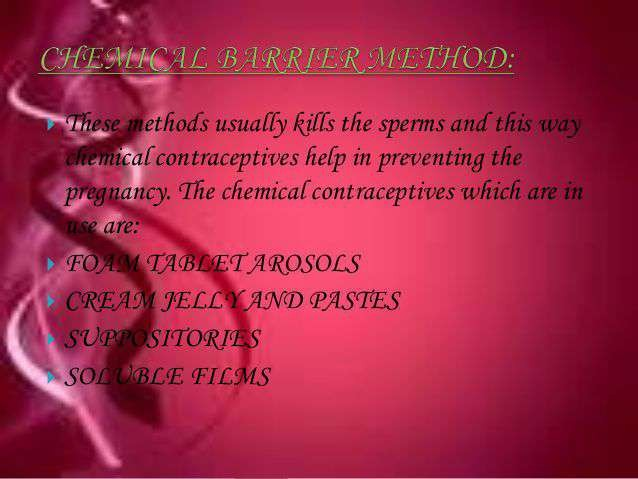 CHEMICAL BARRIER METHOD:
These methods usually kills the sperms and this way
chemical contraceptives help in preventing the
pregnancy. The chemical contraceptives which are in
use are:
FOAM TABLET AROSOLS
CREAM JELLY AND PASTES
SUPPOSITORIES
SOLUBLE FILMS